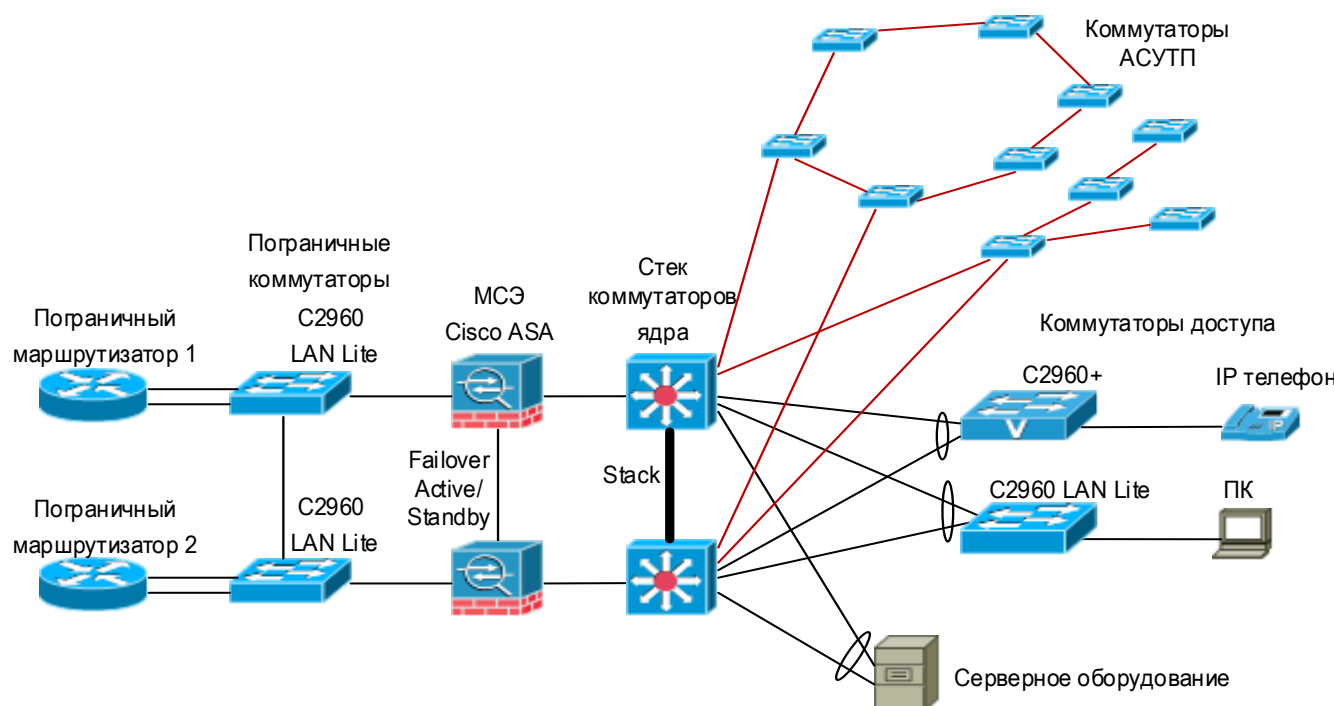 Коммутаторы
АСУТП
Пограничные
коммутаторы
C2960
LAN Lite
МСЭ
Cisco ASA
Стек
коммутаторов
ядра
Пограничный
маршрутизатор 1
Коммутаторы доступа
C2960+
IP телефон
IP
V
Failover
Active/
Standby
Stack
C2960 LAN Lite
ПК
Пограничный
маршрутизатор 2
C2960
LAN Lite
Серверное оборудование